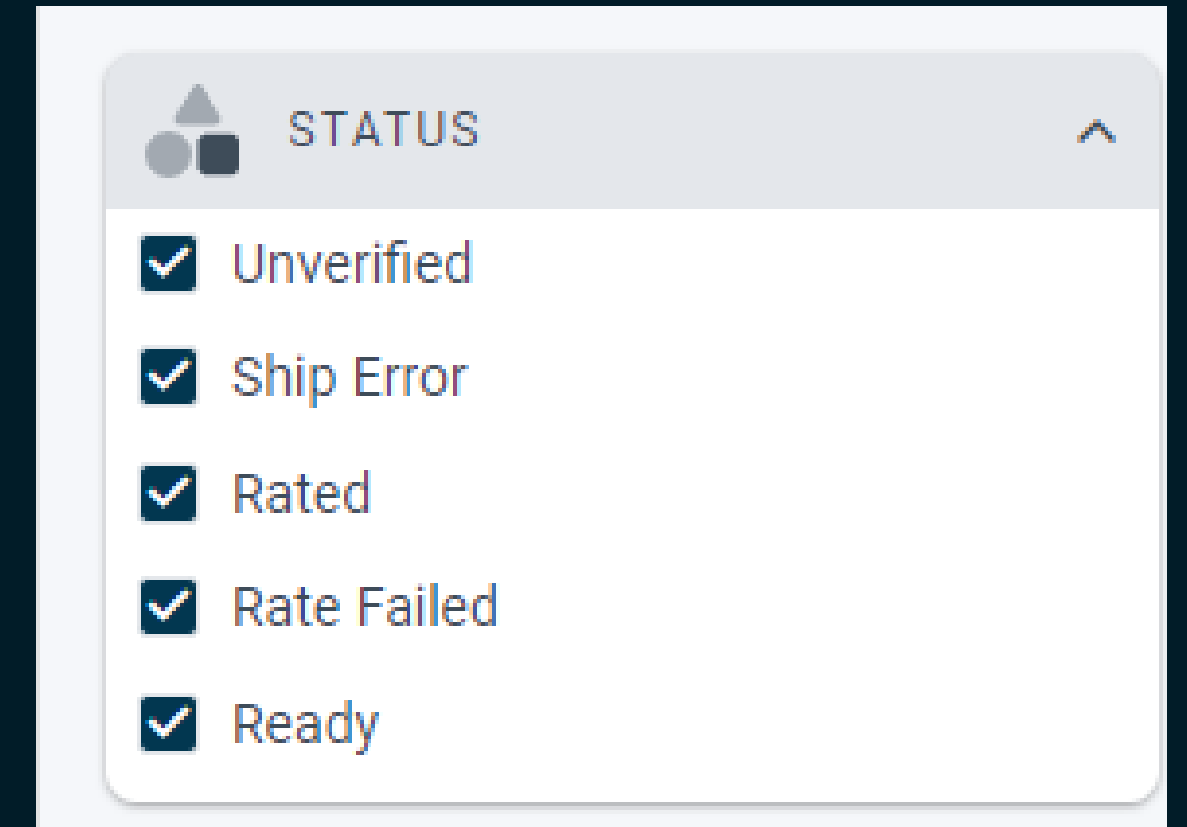 STATUS
Unverified
Ship Error
Rated
Rate Failed
Ready